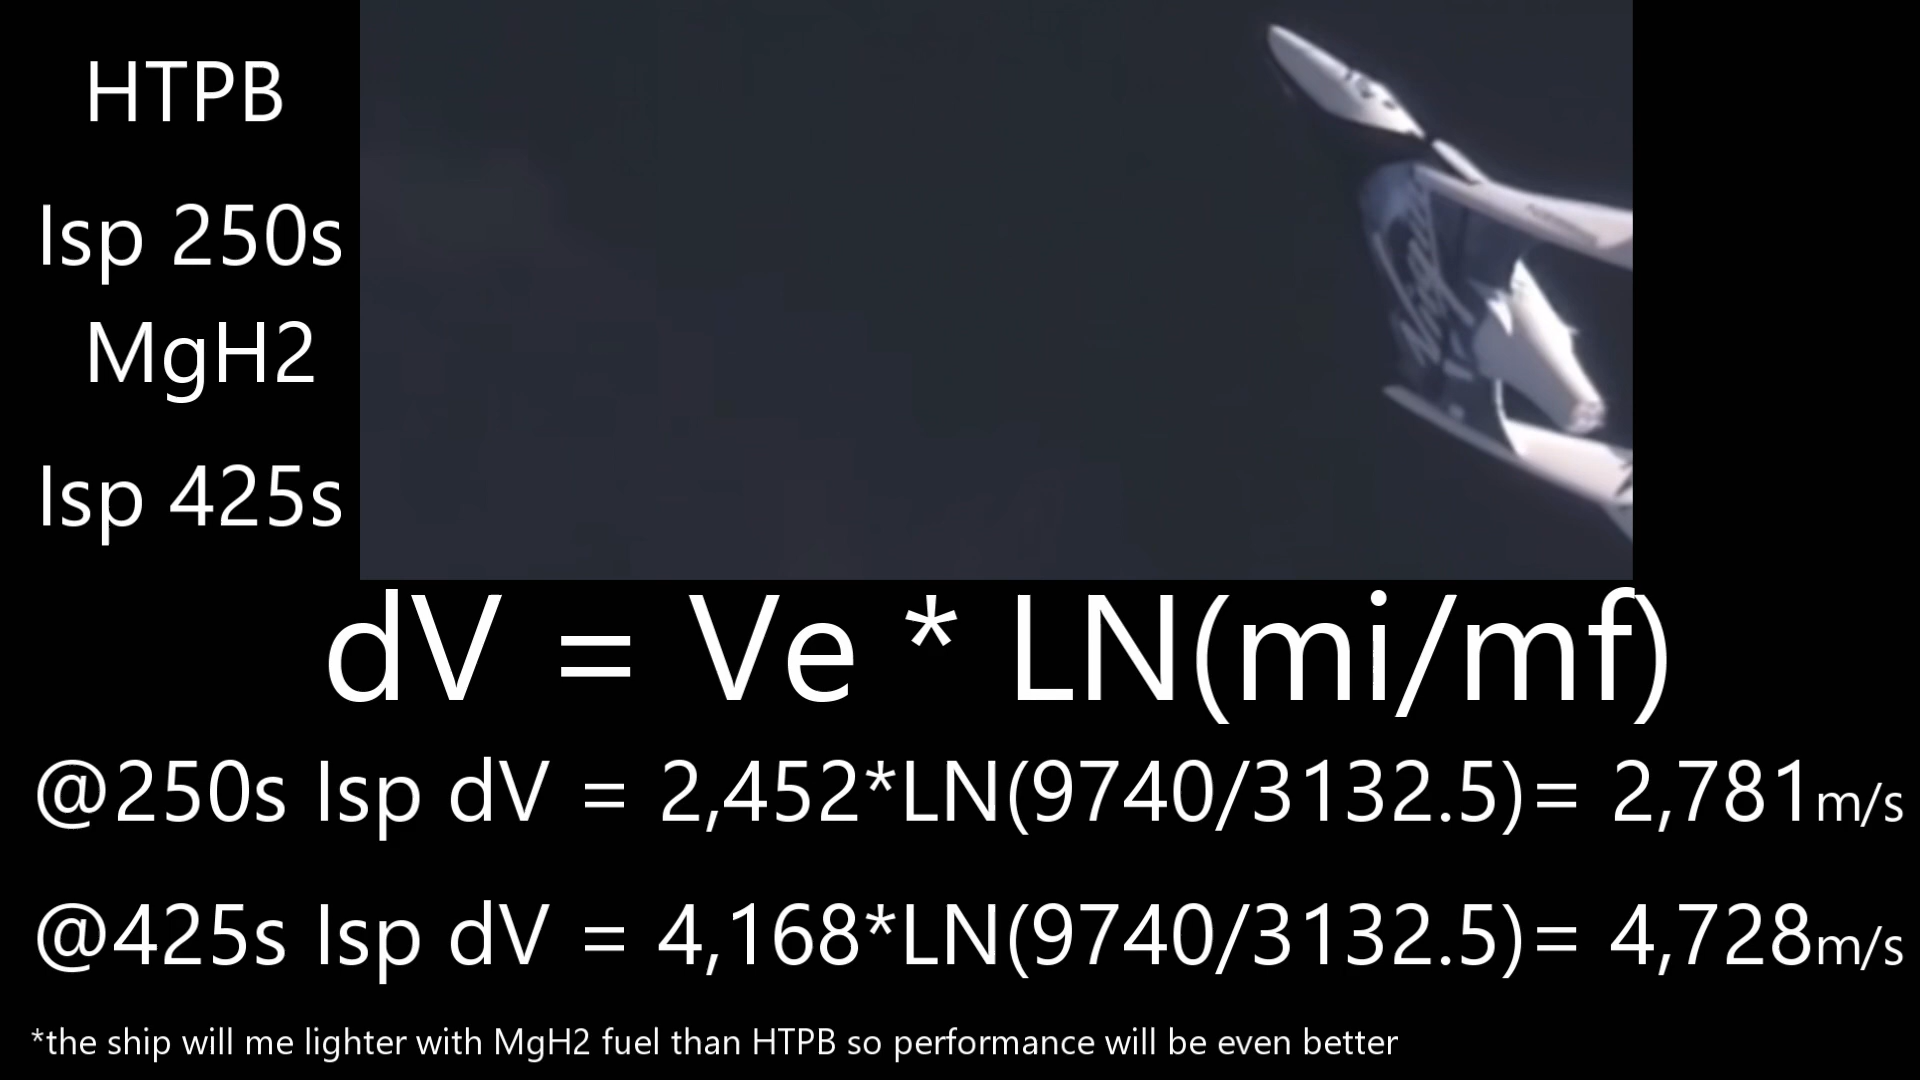 HTPB
Isp 250s
MgH2
Isp 425s
Virgin
dV = Ve * LN(mi/mf)
@250s Isp dV = 2,452*LN(9740/3132.5)= 2,781m/s
@425s Isp dV = 4,168*LN(9740/3132.5)= 4,728m/s
*the ship will me lighter with MgH2 fuel than HTPB so performance will be even better